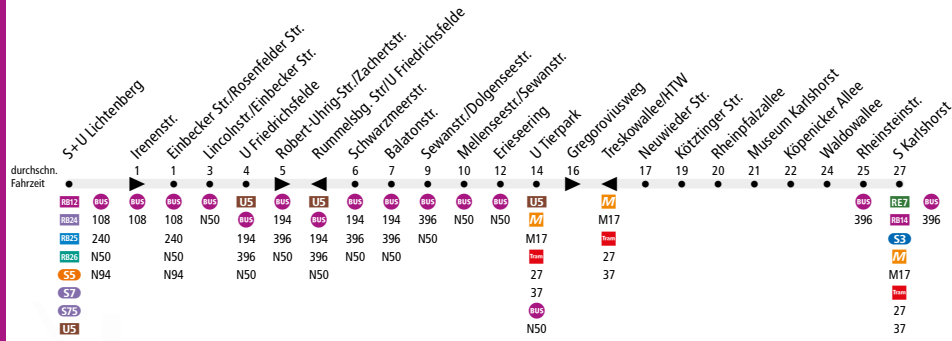 S+U Lichtenberg
Irenenstr.
Einbecker Str./Rosenfelder Str.
Lincolnstr./Einbecker Str.
U Friedrichsfelde
Robert-Uhrig-Str./Zachertstr.
Rummelsbg. Str/U Friedrichsfelde
Schwarzmeerstr.
Balatonstr.
Sewanstr./Dolgenseestr.
Mellenseestr./Sewanstr.
Erieseering
U Tierpark
Gregoroviusweg
Treskowallee/HTW
Neuwieder Str.
Kötztinger Str.
Rheinpfalzallee
Museum Karlshorst
Köpenicker Allee
Waldowallee
Rheinsteinstr.
S Karlshorst
durchschn.
Fahrzeit
1 1 3 4 5 6 7 9 10 12 14 16 17 19 20 21 22 24 25 27
RB12 BUS BUS BUS BUS U5 BUS U5 BUS BUS BUS BUS BUS U5 M BUS RE7 BUS
RB24 108 108 108 N50 BUS 194 BUS 194 194 396 N50 N50 M M17 396 RB14 396
RB25 240 240 194 396 194 396 396 N50 M17 Tram S3
RB26 N50 N50 396 N50 396 N50 N50 Tram 27 M
S5 N94 N94 N50 N50 27 37 M17
S7 37 Tram
S75 BUS 27
U5 N50 37